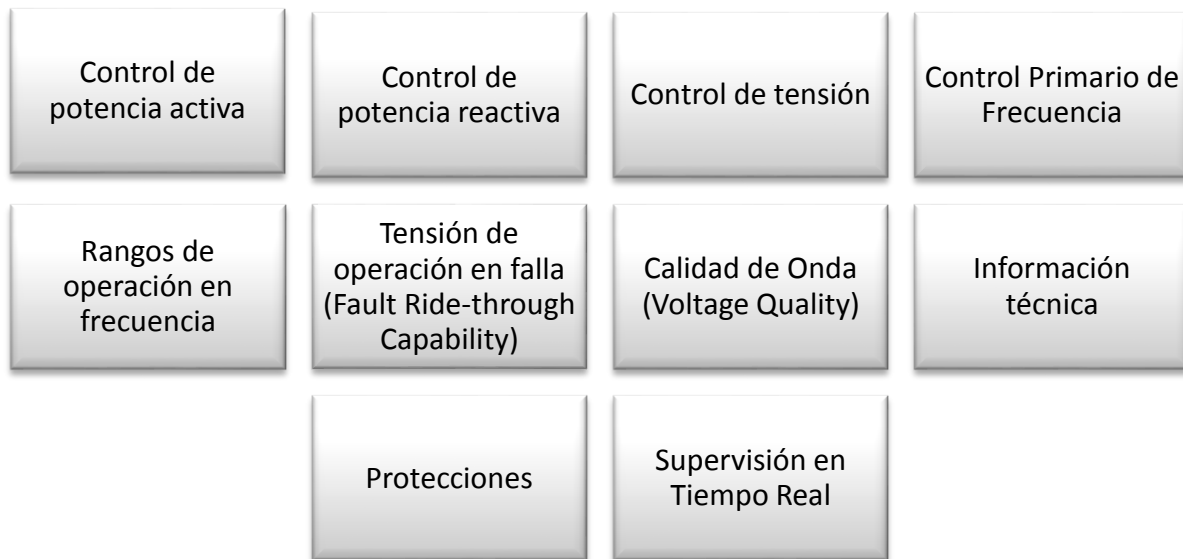 Control de
potencia activa
Control de
potencia reactiva
Control de tensión
Control Primario de
Frecuencia
Rangos de
operación en
frecuencia
Tensión de
operación en falla
(Fault Ride-through
Capability)
Calidad de Onda
(Voltage Quality)
Información
técnica
Protecciones
Supervisión en
Tiempo Real